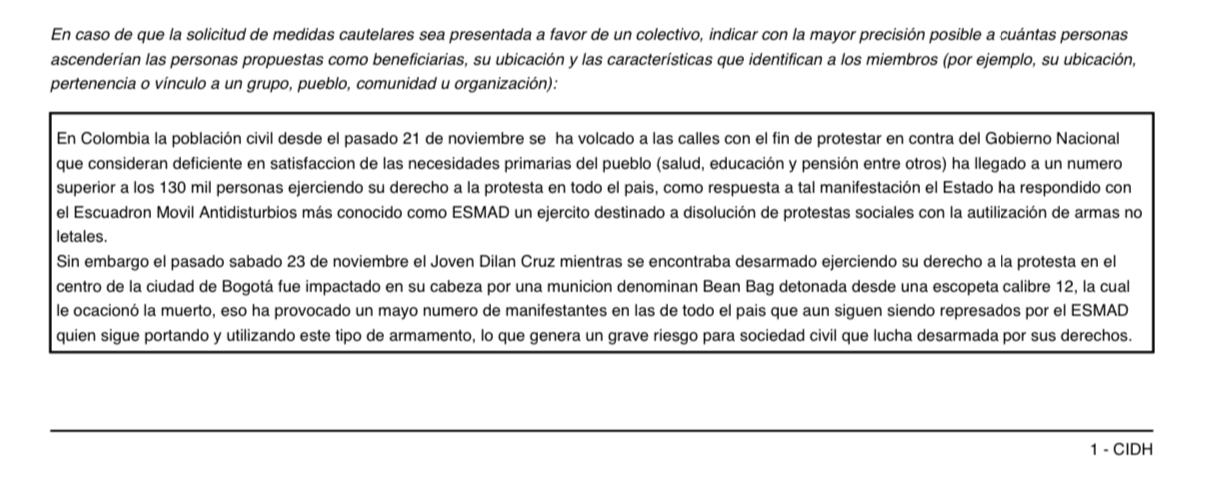 En caso de que la solicitud de medidas cautelares sea presentada a favor de un colectivo, indicar con la mayor precisión posible a cuántas personas
ascenderían las personas propuestas como beneficiarias, su ubicación y las características que identifican a los miembros (por ejemplo, su ubicación,
pertenencia o vínculo a un grupo, pueblo, comunidad u organización):
En Colombia la población civil desde el pasado 21 de noviembre se  ha volcado a las calles con el fin de protestar en contra del Gobierno Nacional
que consideran deficiente en satisfaccion de las necesidades primarias del pueblo (salud, educación y pensión entre otros) ha llegado a un numero
superior a los 130 mil personas ejerciendo su derecho a la protesta en todo el pais, como respuesta a tal manifestación el Estado ha respondido con
el Escuadron Movil Antidisturbios más conocido como ESMAD un ejercito destinado a disolución de protestas sociales con la autilización de armas no
letales.
Sin embargo el pasado sabado 23 de noviembre el Joven Dilan Cruz mientras se encontraba desarmado ejerciendo su derecho a la protesta en el
centro de la ciudad de Bogotá fue impactado en su cabeza por una municion denominan Bean Bag detonada desde una escopeta calibre 12, la cual
le ocacionó la muerto, eso ha provocado un mayo numero de manifestantes en las de todo el pais que aun siguen siendo represados por el ESMAD
quien sigue portando y utilizando este tipo de armamento, lo que genera un grave riesgo para sociedad civil que lucha desarmada por sus derechos.
1 - CIDH